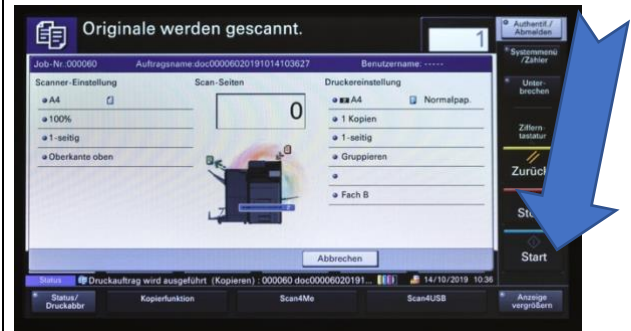 Originale werden gescannt.
1
Authentif./
Abmelden
Job-Nr.:000060 Auftragsname:doc00006020191014103627 Benutzername: -----
Systemmenü
/Zähler
Scanner-Einstellung Scan-Seiten Druckereinstellung
Unter-
brechen
A4 A4 Normalpap.
100% 0 1 Kopien
1-seitig 1-seitig
Ziffern-
tastatur
Oberkante oben Gruppieren
Zurück
Fach B
Start
Abbrechen
Status Druckauftrag wird ausgeführt (Kopieren) : 000060 doc00006020191... 14/10/2019 10:36
Status/
Druckabbr
Kopierfunktion Scan4Me Scan4USB
Anzeige
vergrößern